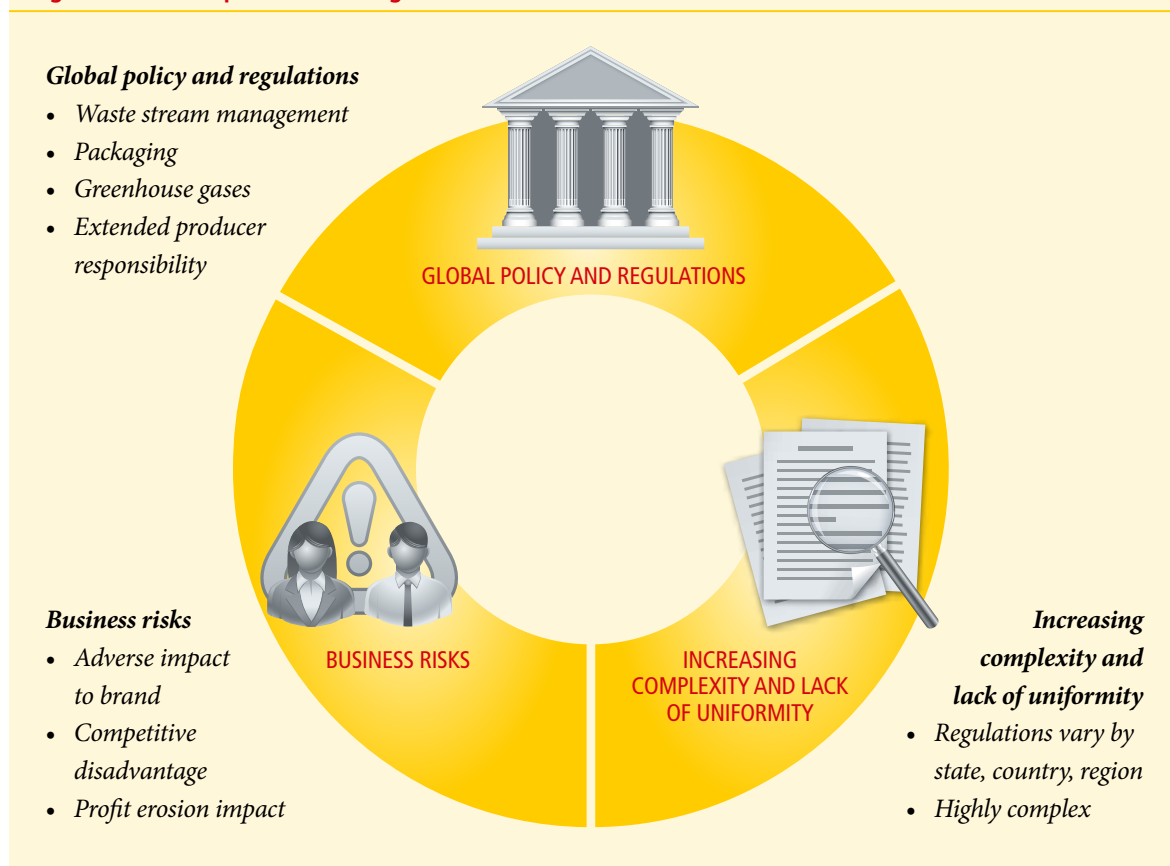 Global policy and regulations
• Waste stream management
• Packaging
• Greenhouse gases
• Extended producer
responsibility
GLOBAL POLICY AND REGULATIONS
Business risks
• Adverse impact
to brand
• Competitive
disadvantage
• Profit erosion impact
BUSINESS RISKS
INCREASING
COMPLEXITY AND LACK
OF UNIFORMITY
Increasing
complexity and
lack of uniformity
• Regulations vary by
state, country, region
• Highly complex